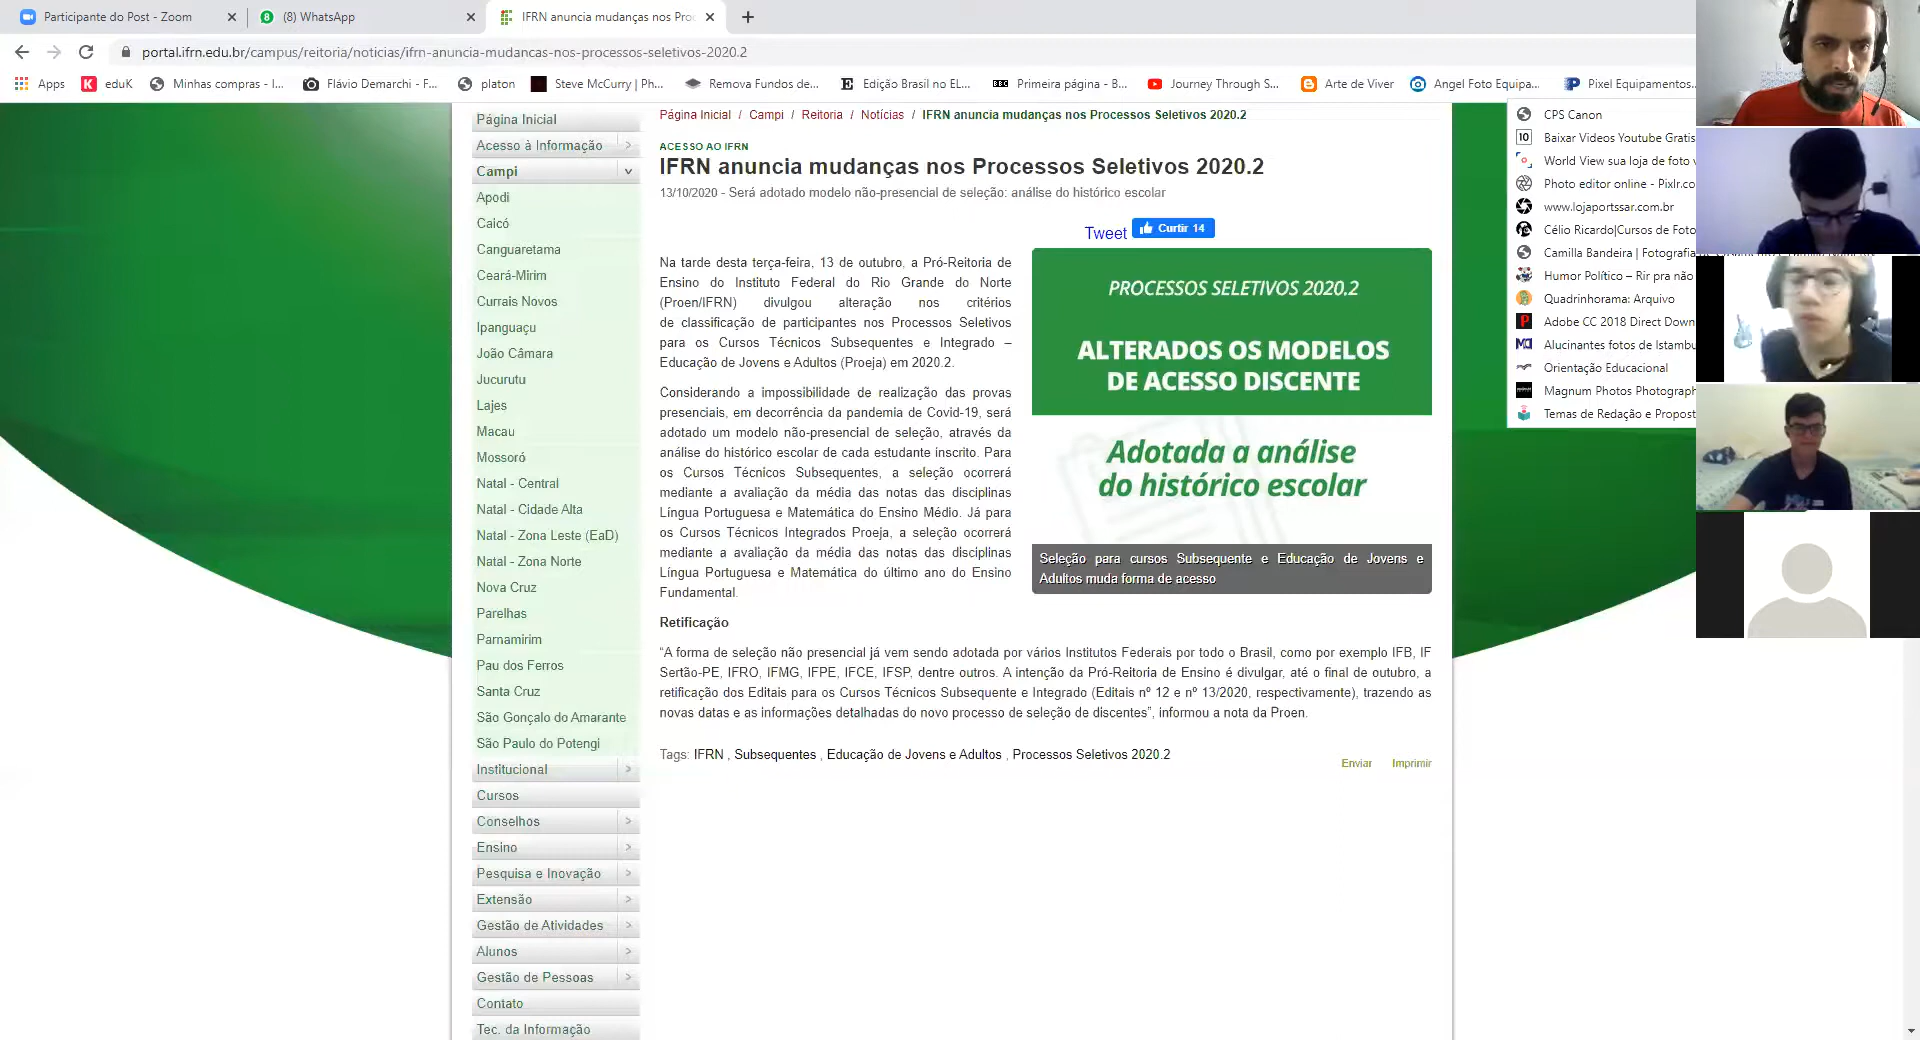 Participante do Post - Zoom
(8) WhatsApp
IFRN anuncia mudanças nos Pro
portal.ifrn.edu.br/campus/reitoria/noticias/ifrn-anuncia-mudancas-nos-processos-seletivos-2020.2
Apps
eduK
Minhas compras - I...
Flávio Demarchi - F...
platon
Steve McCurry | Ph...
Remova Fundos de...
Edição Brasil no EL...
BBC
Primeira página - B...
Journey Through S...
Arte de Viver
Angel Foto Equipa...
Pixel Equipamentos...
CPS Canon
10
Baixar Videos Youtube Gratis
World View sua loja de foto
Photo editor online - Pixlr.co
www.lojaportssar.com.br
Célio Ricardo|Cursos de Foto
Camilla Bandeira | Fotografia
Humor Político – Rir pra não
Quadrinhorama: Arquivo
Adobe CC 2018 Direct Down
Alucinantes fotos de Istambu
Orientação Educacional
Magnum Photos Photograph
Temas de Redação e Propost
Página Inicial
Acesso à Informação
Campi
Apodi
Caicó
Canguaretama
Ceará-Mirim
Currais Novos
Ipanguaçu
João Câmara
Jucurutu
Lajes
Macau
Mossoró
Natal - Central
Natal - Cidade Alta
Natal - Zona Leste (EaD)
Natal - Zona Norte
Nova Cruz
Parelhas
Parnamirim
Pau dos Ferros
Santa Cruz
São Gonçalo do Amarante
São Paulo do Potengi
Institucional
Cursos
Conselhos
Ensino
Pesquisa e Inovação
Extensão
Gestão de Atividades
Alunos
Gestão de Pessoas
Contato
Tec. da Informação
Página Inicial / Campi / Reitoria / Notícias / IFRN anuncia mudanças nos Processos Seletivos 2020.2
ACESSO AO IFRN
IFRN anuncia mudanças nos Processos Seletivos 2020.2
13/10/2020 - Será adotado modelo não-presencial de seleção: análise do histórico escolar
Tweet
Curtir 14
Na tarde desta terça-feira, 13 de outubro, a Pró-Reitoria de
Ensino do Instituto Federal do Rio Grande do Norte
(Proen/IFRN) divulgou alteração nos critérios
de classificação de participantes nos Processos Seletivos
para os Cursos Técnicos Subsequentes e Integrado –
Educação de Jovens e Adultos (Proeja) em 2020.2.
Considerando a impossibilidade de realização das provas
presenciais, em decorrência da pandemia de Covid-19, será
adotado um modelo não-presencial de seleção, através da
análise do histórico escolar de cada estudante inscrito. Para
os Cursos Técnicos Subsequentes, a seleção ocorrerá
mediante a avaliação da média das notas das disciplinas
Língua Portuguesa e Matemática do Ensino Médio. Já para
os Cursos Técnicos Integrados Proeja, a seleção ocorrerá
mediante a avaliação da média das notas das disciplinas
Língua Portuguesa e Matemática do último ano do Ensino
Fundamental.
PROCESSOS SELETIVOS 2020.2
ALTERADOS OS MODELOS
DE ACESSO DISCENTE
Adotada a análise
do histórico escolar
Seleção para cursos Subsequente e Educação de Jovens e
Adultos muda forma de acesso
Retificação
“A forma de seleção não presencial já vem sendo adotada por vários Institutos Federais por todo o Brasil, como por exemplo IFB, IF
Sertão-PE, IFRO, IFMG, IFPE, IFCE, IFSP, dentre outros. A intenção da Pró-Reitoria de Ensino é divulgar, até o final de outubro, a
retificação dos Editais para os Cursos Técnicos Subsequente e Integrado (Editais nº 12 e nº 13/2020, respectivamente), trazendo as
novas datas e as informações detalhadas do novo processo de seleção de discentes”, informou a nota da Proen.
Tags: IFRN , Subsequentes , Educação de Jovens e Adultos , Processos Seletivos 2020.2
Enviar
Imprimir